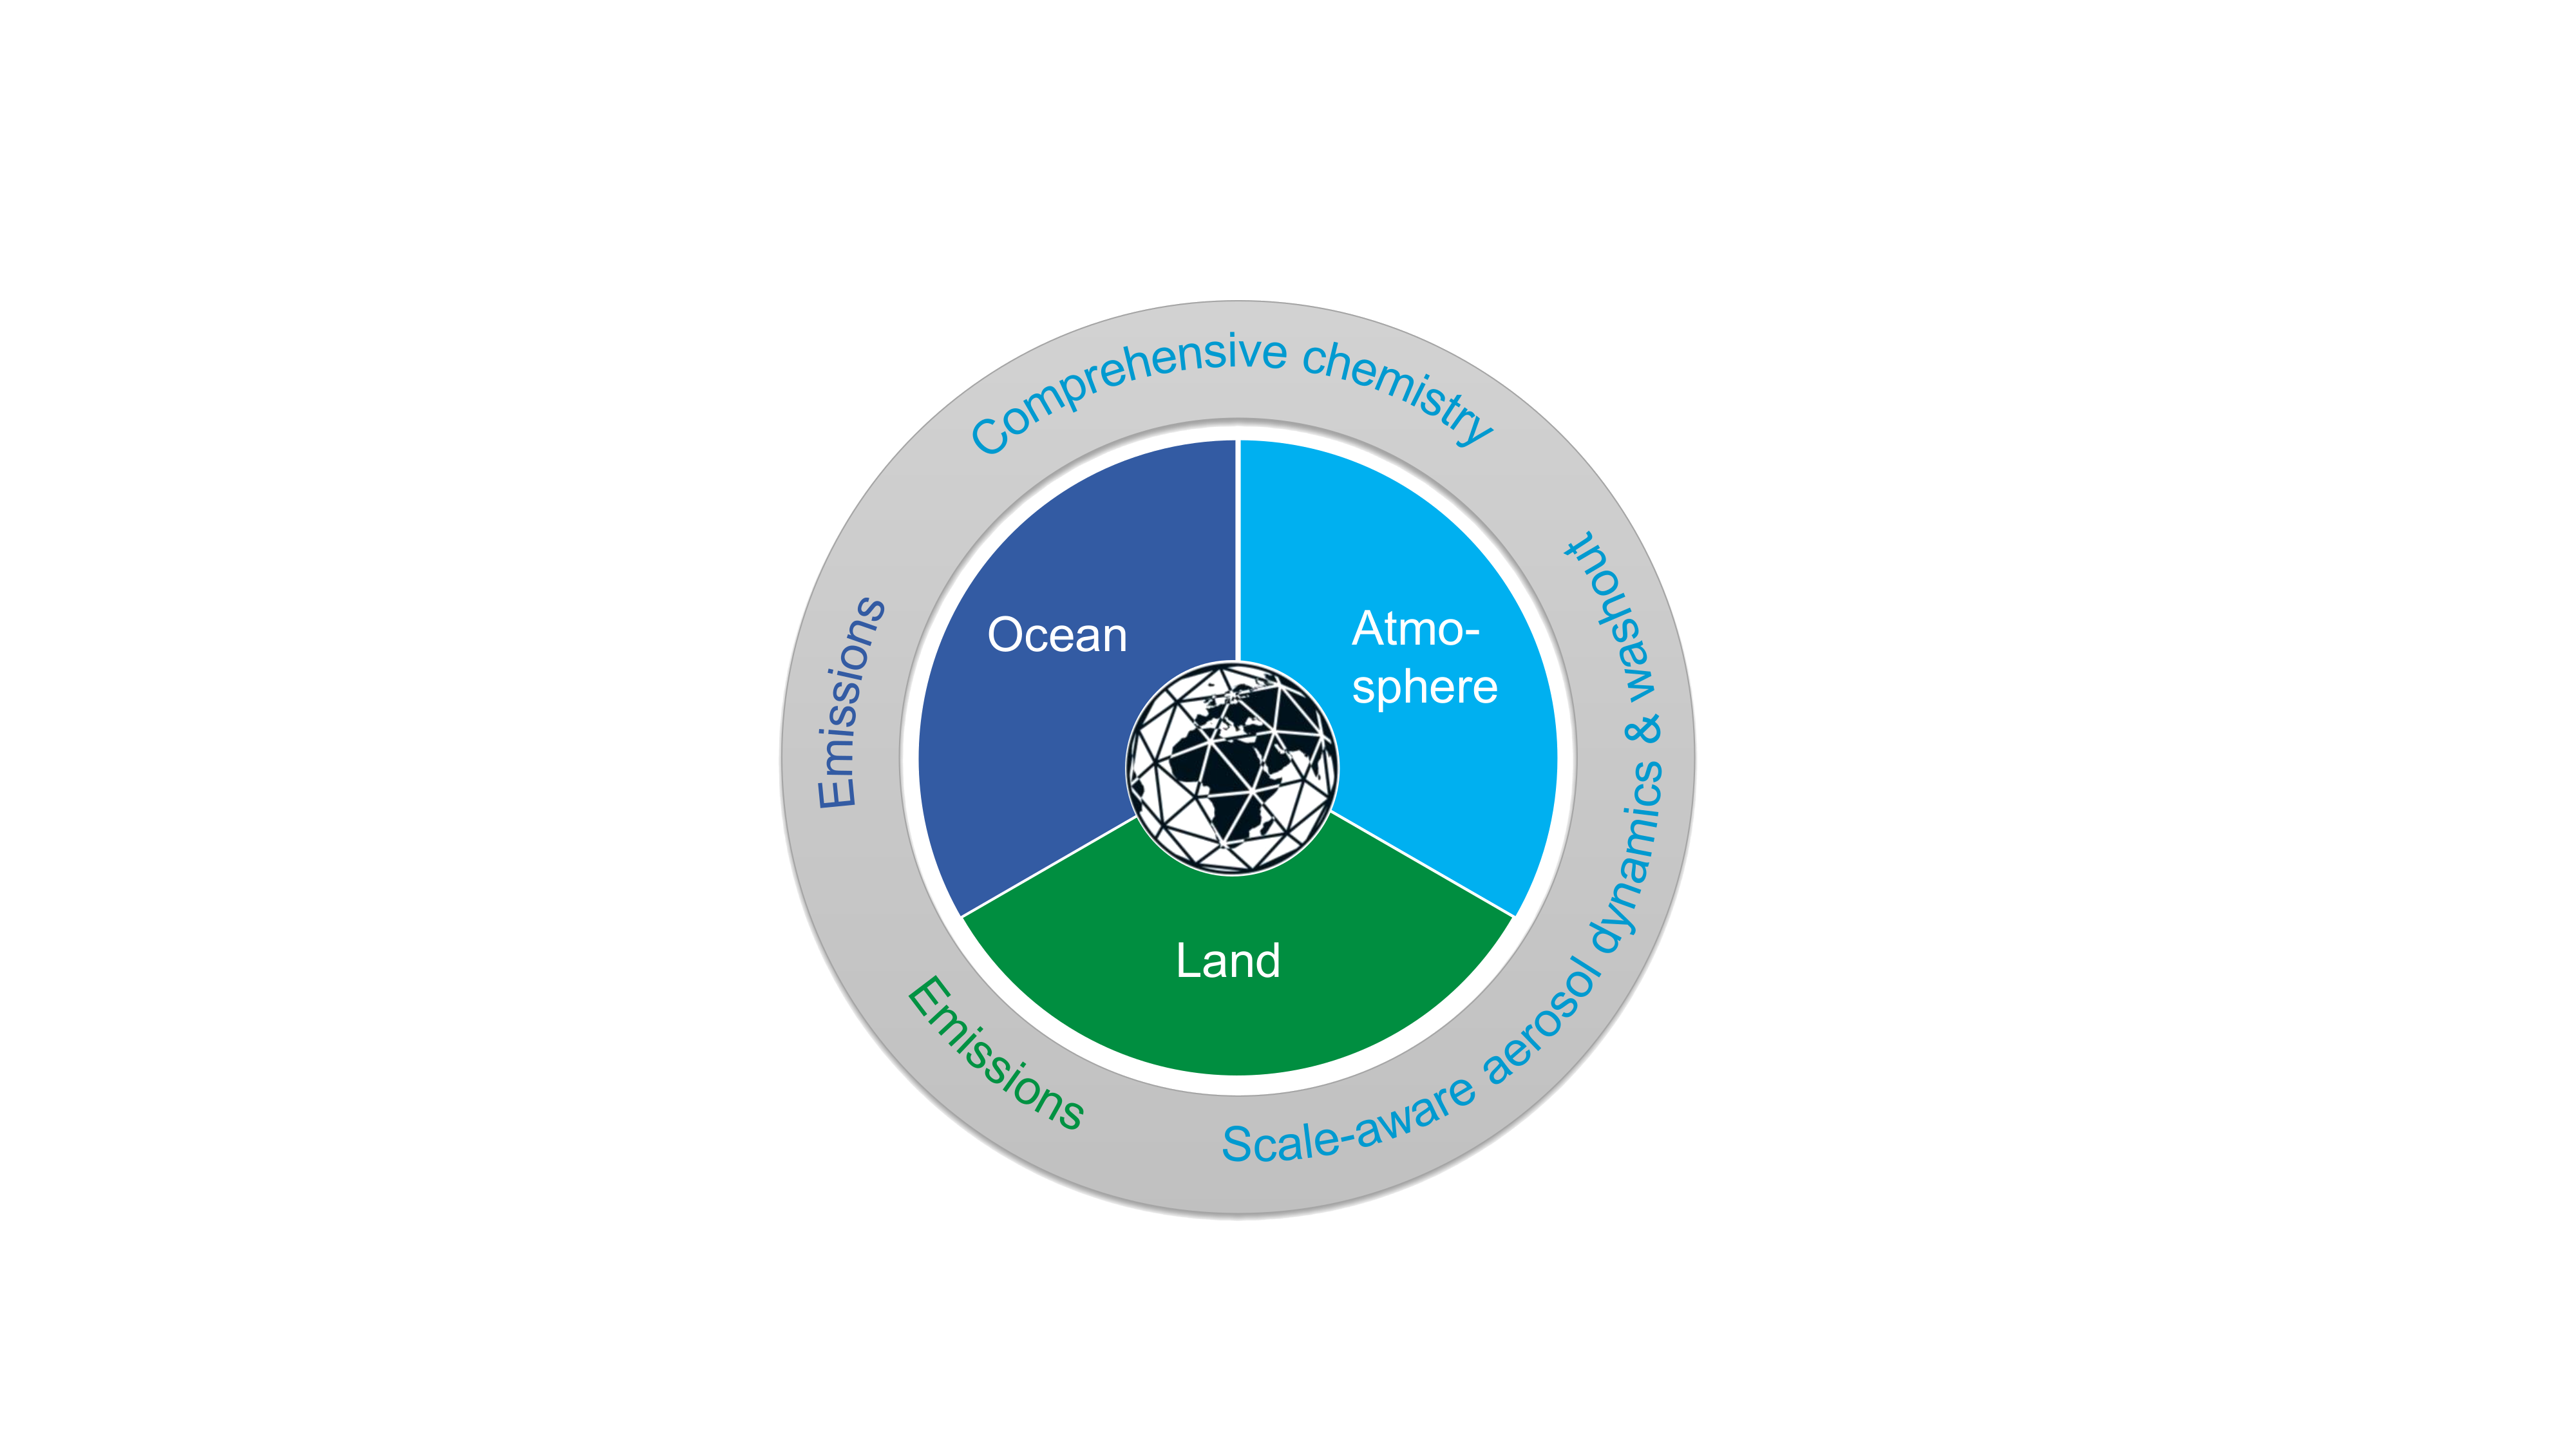 Comprehensive chemistry
Scale-aware aerosol dynamics & washout
Emissions
Emissions
Ocean
Atmo-
sphere
Land